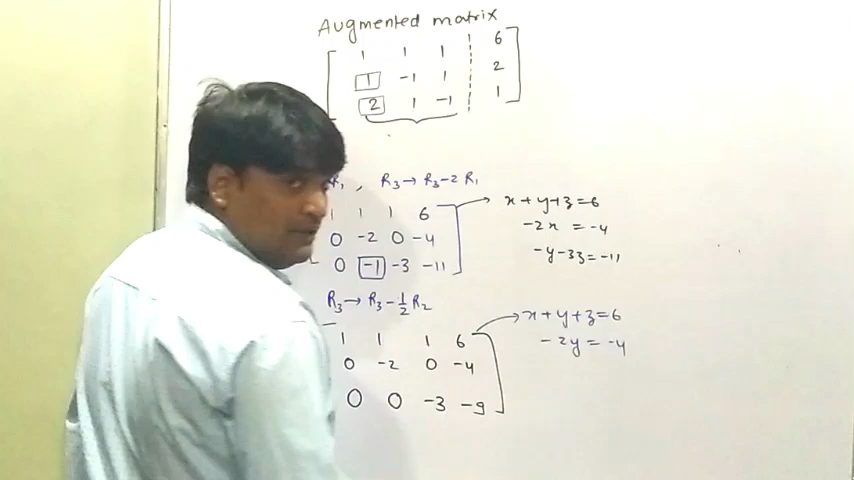 Augmented matrix
1 1 1 6
1 -1 1 2
2 1 -1 1
R₁ , R₃ → R₃-2 R₁
1 1 1 6
0 -2 0 -4
0 -1 -3 -11
x+y+z=6
-2x = -4
-y-3z=-11
R₃ → R₃ - 1/2 R₂
1 1 1 6
0 -2 0 -4
0 0 -3 -9
x+y+z=6
-2y = -4